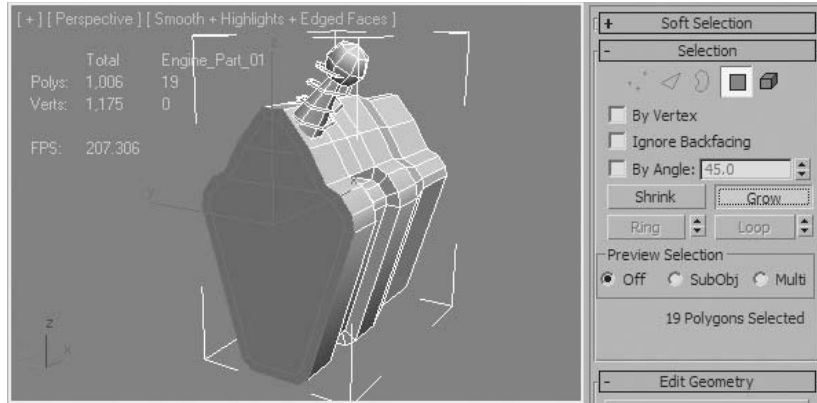 [ + ] [ Perspective ] [ Smooth + Highlights + Edged Faces ]
Total Engine_Part_01
Polys: 1,006 19
Verts: 1,175 0
FPS: 207.306
z
y
z
x
+ Soft Selection
- Selection
By Vertex
Ignore Backfacing
By Angle: 45.0
Shrink Grow
Ring Loop
Preview Selection
Off SubObj Multi
19 Polygons Selected
- Edit Geometry